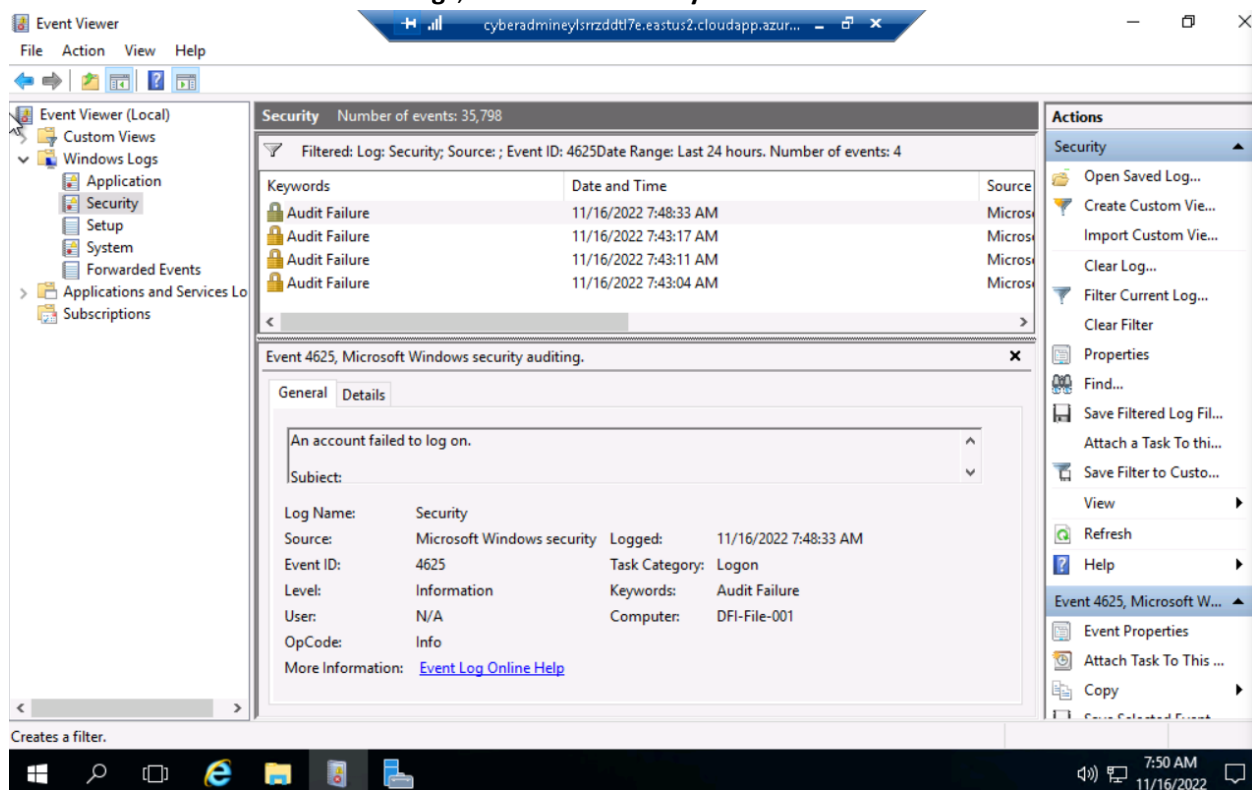 Event Viewer
cyberadmineylsrrzddtl7e.eastus2.cloudapp.azur...
File Action View Help
Event Viewer (Local)
Custom Views
Windows Logs
Application
Security
Setup
System
Forwarded Events
Applications and Services Lo
Subscriptions
Security Number of events: 35,798
Filtered: Log: Security; Source: ; Event ID: 4625Date Range: Last 24 hours. Number of events: 4
Keywords Date and Time Source
Audit Failure 11/16/2022 7:48:33 AM Micros
Audit Failure 11/16/2022 7:43:17 AM Micros
Audit Failure 11/16/2022 7:43:11 AM Micros
Audit Failure 11/16/2022 7:43:04 AM Micros
Event 4625, Microsoft Windows security auditing.
General Details
An account failed to log on.
Subject:
Log Name: Security
Source: Microsoft Windows security Logged: 11/16/2022 7:48:33 AM
Event ID: 4625 Task Category: Logon
Level: Information Keywords: Audit Failure
User: N/A Computer: DFI-File-001
OpCode: Info
More Information: Event Log Online Help
Actions
Security
Open Saved Log...
Create Custom Vie...
Import Custom Vie...
Clear Log...
Filter Current Log...
Clear Filter
Properties
Find...
Save Filtered Log Fil...
Attach a Task To thi...
Save Filter to Custo...
View
Refresh
Help
Event 4625, Microsoft W...
Event Properties
Attach Task To This ...
Copy
Creates a filter.
7:50 AM
11/16/2022